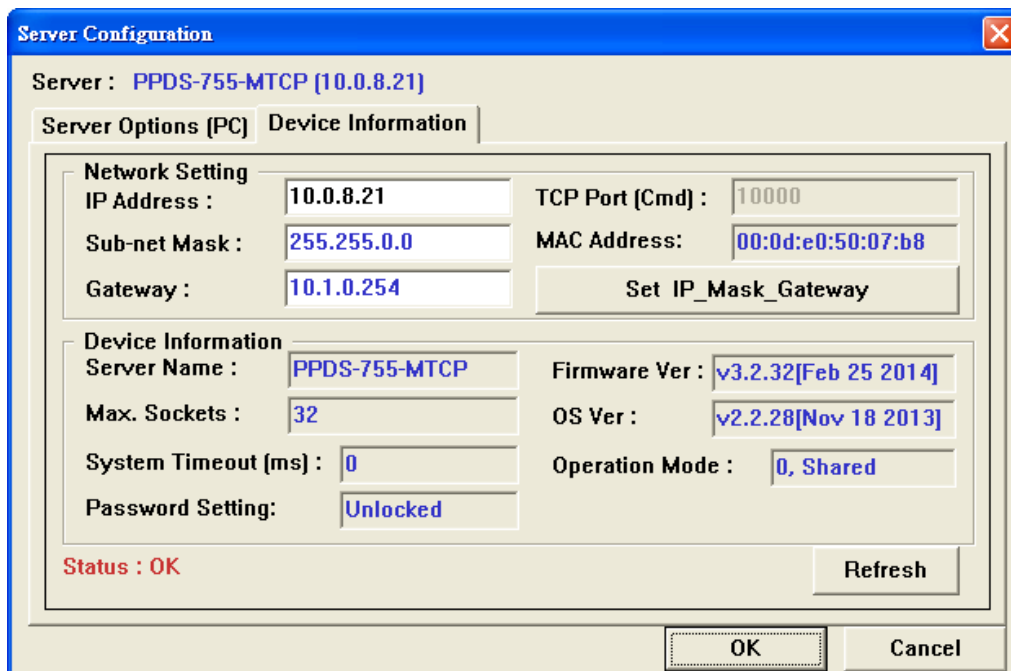 Server Configuration
Server : PPDS-755-MTCP (10.0.8.21)
Server Options (PC) Device Information
Network Setting
IP Address : 10.0.8.21 TCP Port (Cmd) : 10000
Sub-net Mask : 255.255.0.0 MAC Address: 00:0d:e0:50:07:b8
Gateway : 10.1.0.254 Set IP_Mask_Gateway
Device Information
Server Name : PPDS-755-MTCP Firmware Ver : v3.2.32[Feb 25 2014]
Max. Sockets : 32 OS Ver : v2.2.28[Nov 18 2013]
System Timeout (ms) : 0 Operation Mode : 0, Shared
Password Setting: Unlocked
Status : OK Refresh
OK Cancel